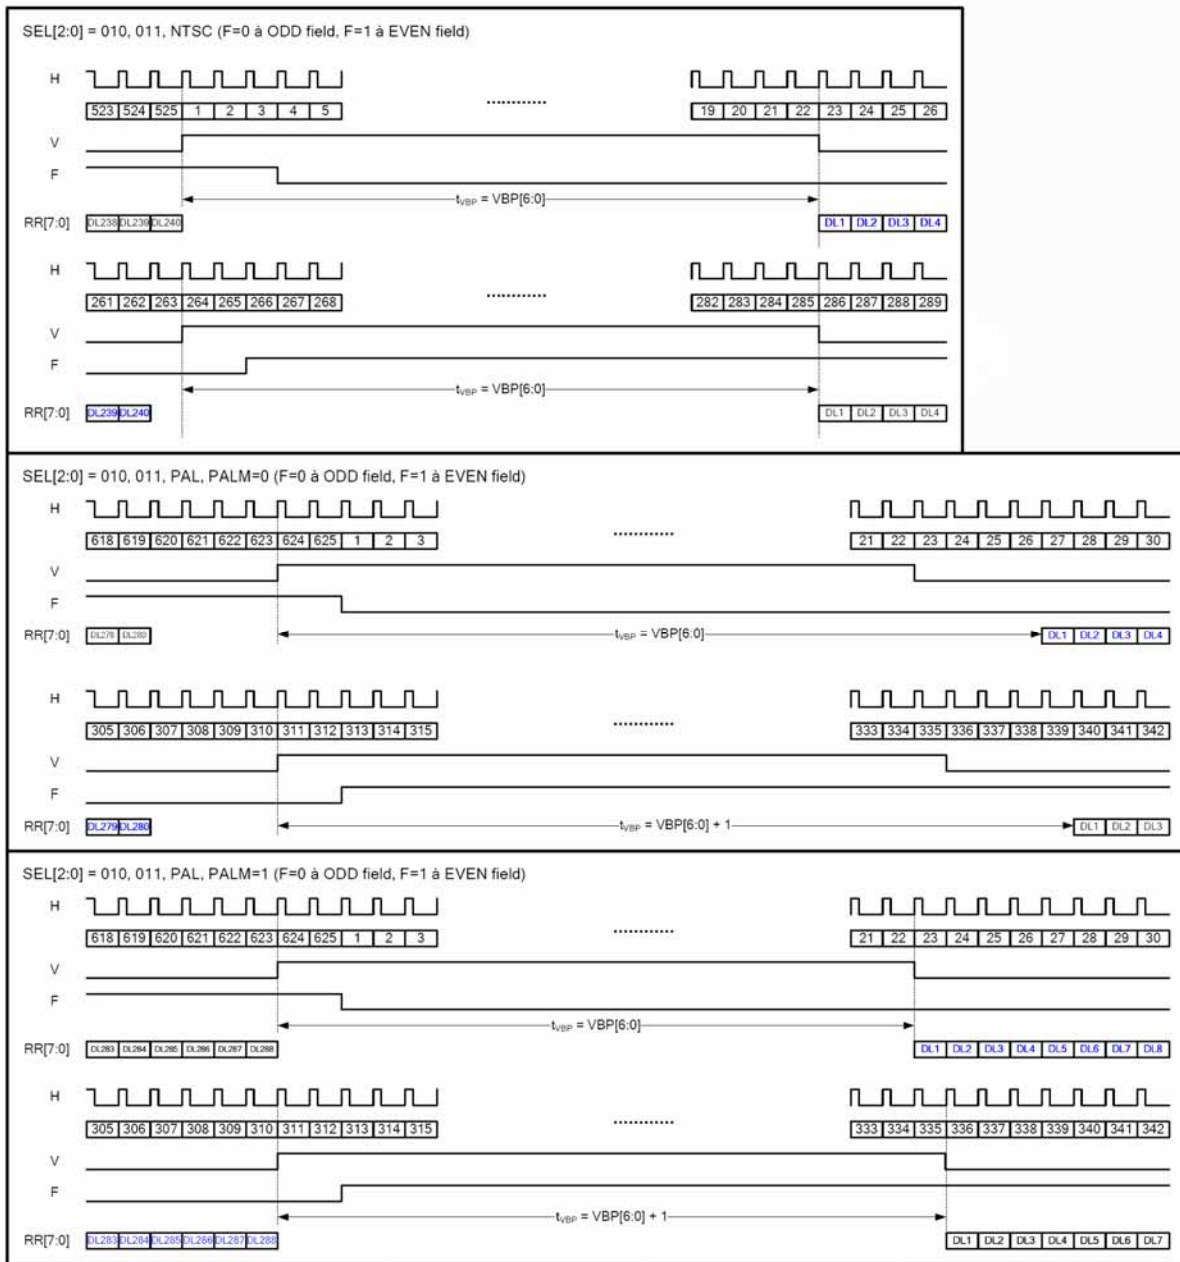 SEL[2:0] = 010, 011, NTSC (F=0 à ODD field, F=1 à EVEN field)
H
523 524 525 1 2 3 4 5 ........... 19 20 21 22 23 24 25 26
V
F
tVBP = VBP[6:0]
RR[7:0] DL238 DL239 DL240 DL1 DL2 DL3 DL4
H
261 262 263 264 265 266 267 268 ........... 282 283 284 285 286 287 288 289
V
F
tVBP = VBP[6:0]
RR[7:0] DL239 DL240 DL1 DL2 DL3 DL4
SEL[2:0] = 010, 011, PAL, PALM=0 (F=0 à ODD field, F=1 à EVEN field)
H
618 619 620 621 622 623 624 625 1 2 3 ........... 21 22 23 24 25 26 27 28 29 30
V
F
RR[7:0] DL280 tVBP = VBP[6:0] DL1 DL2 DL3 DL4
H
305 306 307 308 309 310 311 312 313 314 315 ........... 333 334 335 336 337 338 339 340 341 342
V
F
RR[7:0] DL279 DL280 tVBP = VBP[6:0] + 1 DL1 DL2 DL3
SEL[2:0] = 010, 011, PAL, PALM=1 (F=0 à ODD field, F=1 à EVEN field)
H
618 619 620 621 622 623 624 625 1 2 3 ........... 21 22 23 24 25 26 27 28 29 30
V
F
tVBP = VBP[6:0]
RR[7:0] DL283 DL284 DL285 DL286 DL287 DL288 DL1 DL2 DL3 DL4 DL5 DL6 DL7 DL8
H
305 306 307 308 309 310 311 312 313 314 315 ........... 333 334 335 336 337 338 339 340 341 342
V
F
tVBP = VBP[6:0] + 1
RR[7:0] DL283 DL284 DL285 DL286 DL287 DL288 DL1 DL2 DL3 DL4 DL5 DL6 DL7